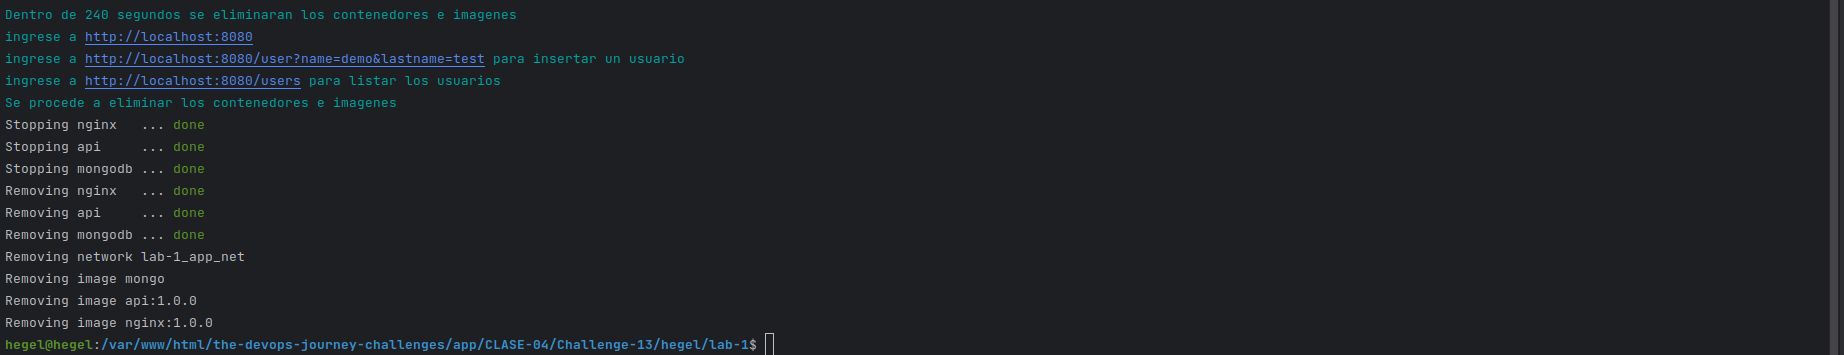 Dentro de 240 segundos se eliminaran los contenedores e imagenes
ingrese a http://localhost:8080
ingrese a http://localhost:8080/user?name=demo&lastname=test para insertar un usuario
ingrese a http://localhost:8080/users para listar los usuarios
Se procede a eliminar los contenedores e imagenes
Stopping nginx   ... done
Stopping api     ... done
Stopping mongodb ... done
Removing nginx   ... done
Removing api     ... done
Removing mongodb ... done
Removing network lab-1_app_net
Removing image mongo
Removing image api:1.0.0
Removing image nginx:1.0.0
hegel@hegel:/var/www/html/the-devops-journey-challenges/app/CLASE-04/Challenge-13/hegel/lab-1$